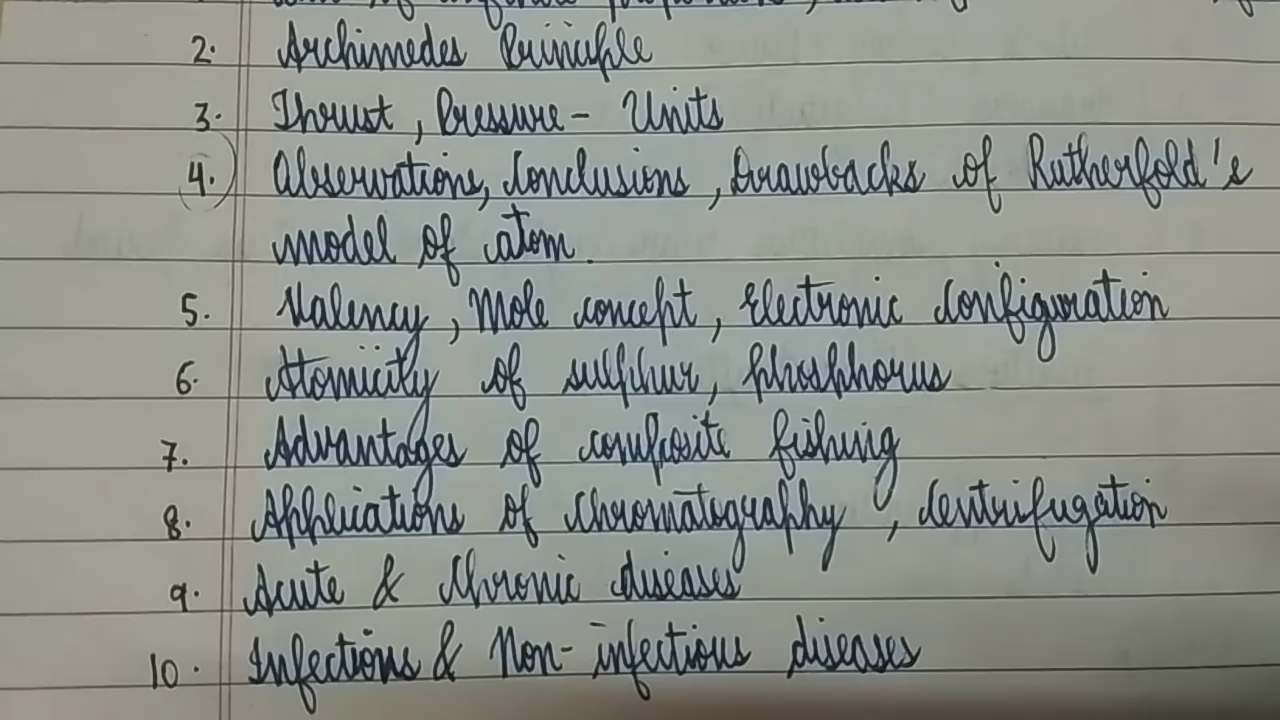 2. Archimedes Principle
3. Thrust, Pressure - Units
4. Observations, Conclusions, Drawbacks of Rutherfold's
model of atom.
5. Valency, Mole concept, Electronic Configuration
6. Atomicity of sulphur, phosphorus
7. Advantages of composite fishing
8. Applications of Chromatography, Centrifugation
9. Acute & Chronic diseases
10. Infectious & Non-infectious diseases